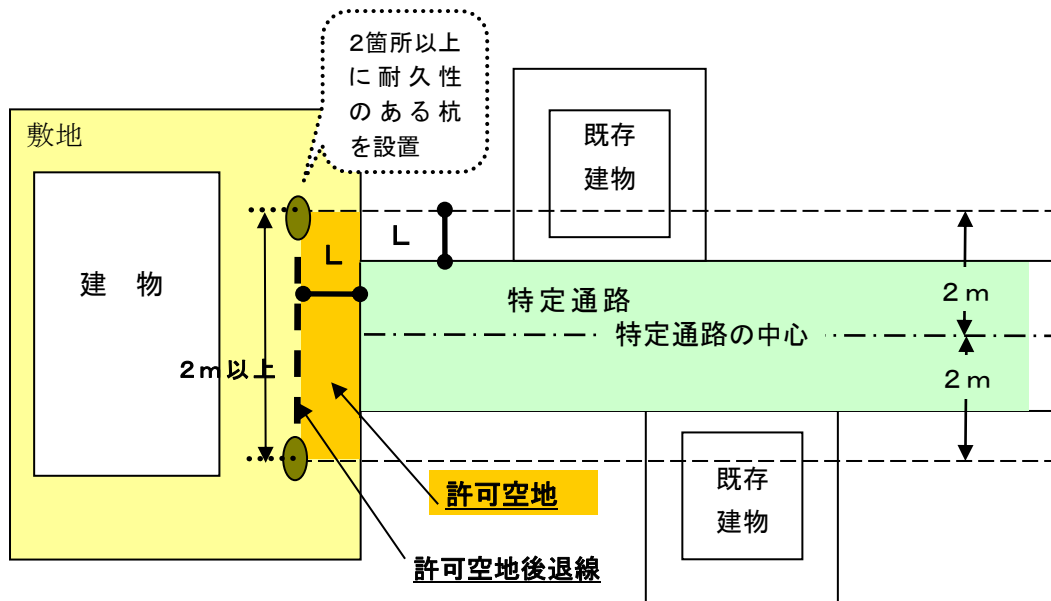 2箇所以上
に耐久性
のある杭
を設置
敷地
既存
建物
L
L
建 物
特定通路
2m
特定通路の中心
2m以上
2m
既存
建物
許可空地
許可空地後退線